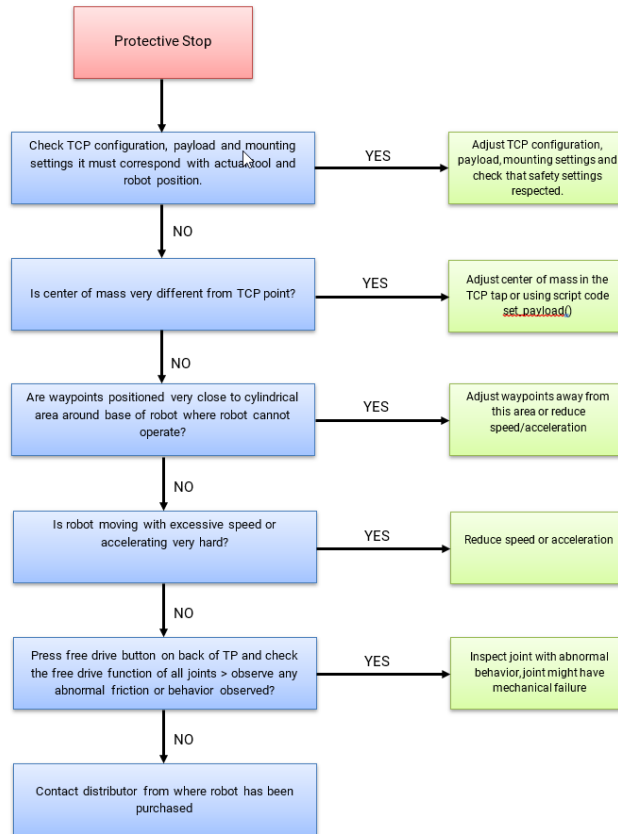 Protective Stop
Check TCP configuration, payload and mounting
settings it must correspond with actual tool and
robot position.
YES
Adjust TCP configuration,
payload, mounting settings and
check that safety settings
respected.
NO
Is center of mass very different from TCP point?
YES
Adjust center of mass in the
TCP tap or using script code
set_payload()
NO
Are waypoints positioned very close to cylindrical
area around base of robot where robot cannot
operate?
YES
Adjust waypoints away from
this area or reduce
speed/acceleration
NO
Is robot moving with excessive speed or
accelerating very hard?
YES
Reduce speed or acceleration
NO
Press free drive button on back of TP and check
the free drive function of all joints > observe any
abnormal friction or behavior observed?
YES
Inspect joint with abnormal
behavior, joint might have
mechanical failure
NO
Contact distributor from where robot has been
purchased